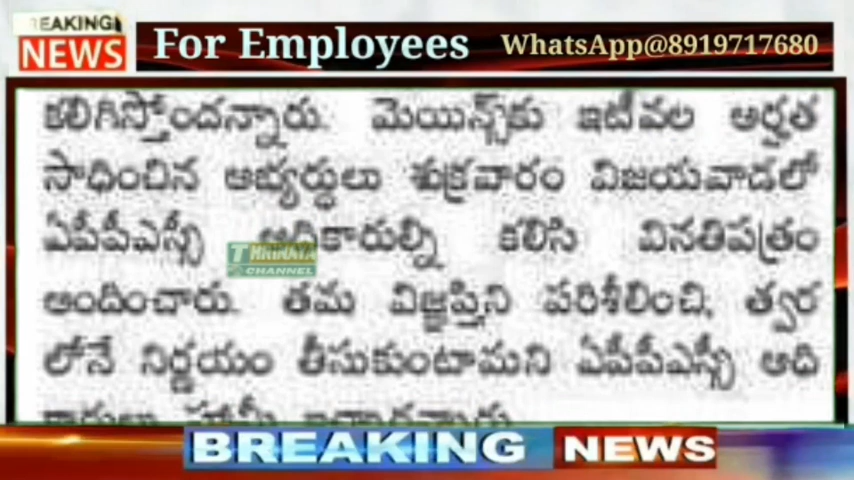 BREAKING
NEWS
For Employees
WhatsApp@8919717680
కలిగిస్తోందన్నారు. మెయిన్స్‌కు ఇటీవల అర్హత
సాధించిన అభ్యర్థులు శుక్రవారం విజయవాడలో
ఏపీపీఎస్సీ అధికారుల్ని కలిసి వినతిపత్రం
అందించారు. తమ విజ్ఞప్తిని పరిశీలించి, త్వర
లోనే నిర్ణయం తీసుకుంటామని ఏపీపీఎస్సీ అధి
CHANNEL
BREAKING NEWS